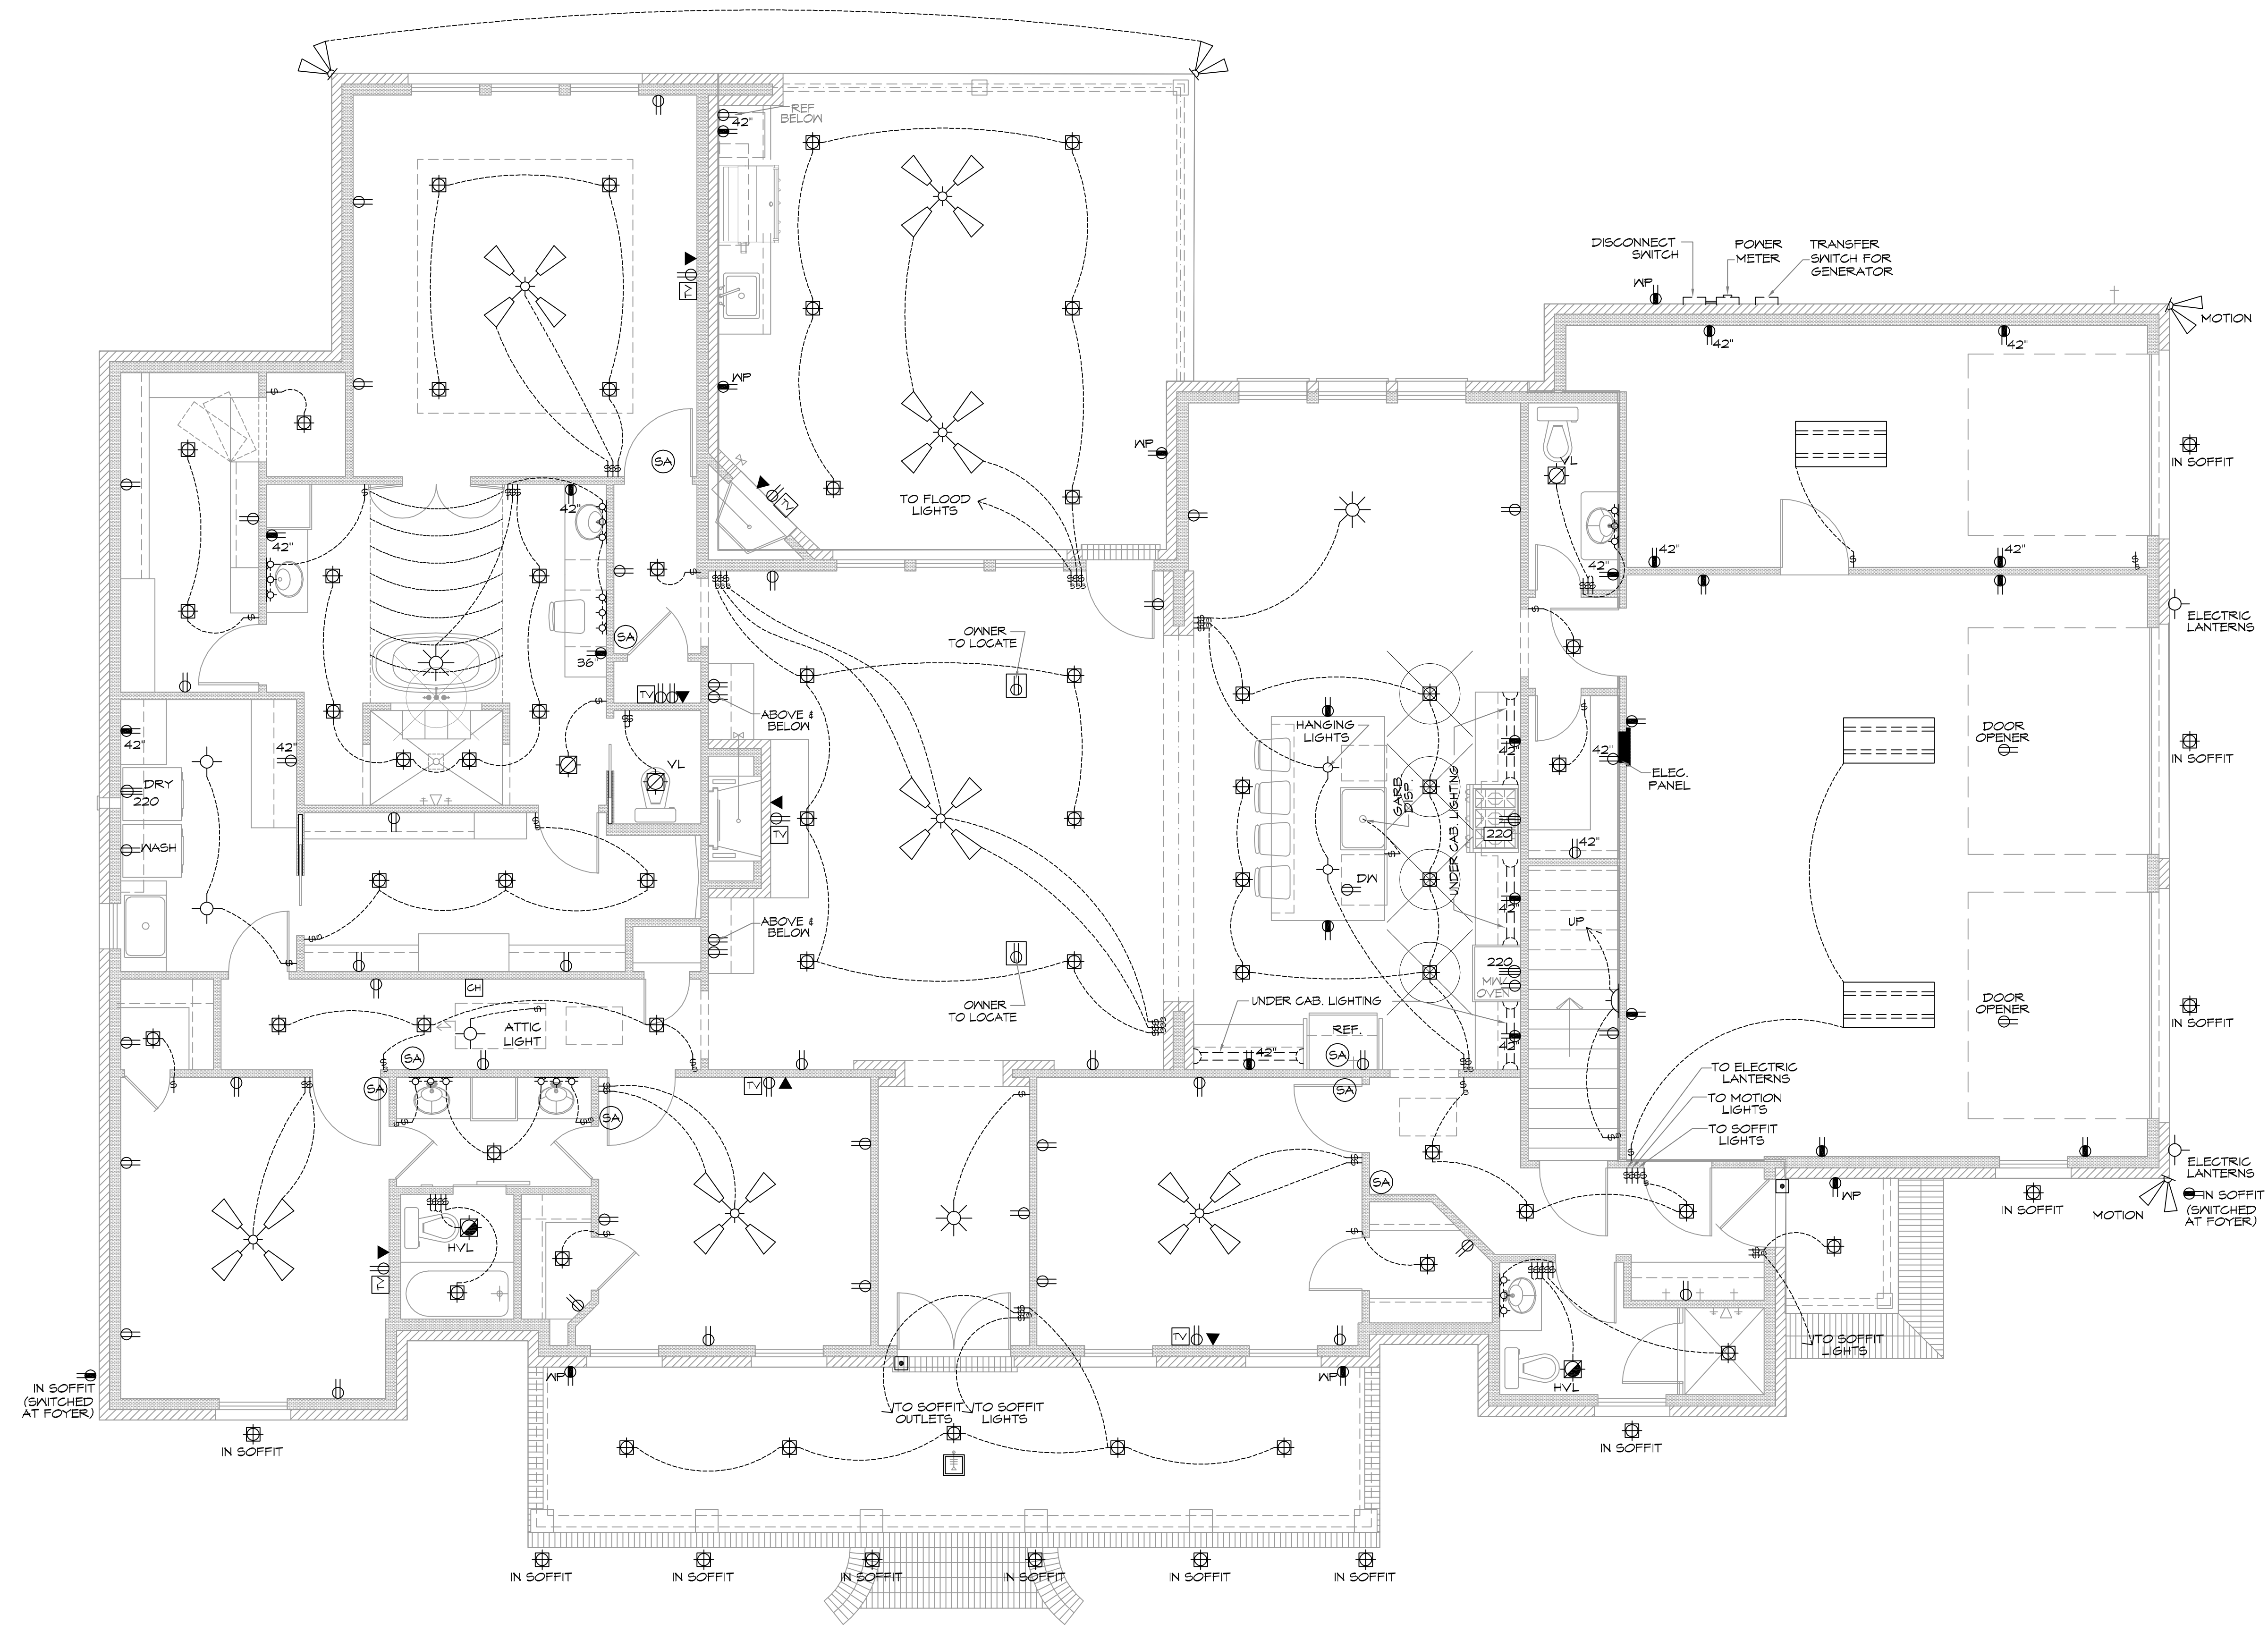 REF
BELOW
42"
DISCONNECT
SWITCH
POWER
METER
TRANSFER
SWITCH FOR
GENERATOR
WP
MOTION
42"
42"
TV
WP
WP
SA
VL
IN SOFFIT
TO FLOOD
LIGHTS
TV
42"
42"
42"
42"
42"
ELECTRIC
LANTERNS
OWNER
TO LOCATE
SA
36"
TV
ABOVE &
BELOW
HANGING
LIGHTS
42"
42"
VL
DRY
220
WASH
TV
GARB.
DISP.
UNDER CAB. LIGHTING
42"
42"
ELEC.
PANEL
DOOR
OPENER
IN SOFFIT
220
42"
DW
42"
UP
ABOVE &
BELOW
220
MW/
OVEN
CH
ATTIC
LIGHT
OWNER
TO LOCATE
UNDER CAB. LIGHTING
REF.
42"
42"
SA
SA
SA
DOOR
OPENER
IN SOFFIT
SA
TV
SA
TO ELECTRIC
LANTERNS
TO MOTION
LIGHTS
TO SOFFIT
LIGHTS
SA
ELECTRIC
LANTERNS
IN SOFFIT
(SWITCHED
AT FOYER)
MOTION
WP
IN SOFFIT
HVL
TV
TV
TO SOFFIT
LIGHTS
IN SOFFIT
(SWITCHED
AT FOYER)
WP
WP
HVL
TO SOFFIT
OUTLETS
TO SOFFIT
LIGHTS
IN SOFFIT
IN SOFFIT
IN SOFFIT
IN SOFFIT
IN SOFFIT
IN SOFFIT
IN SOFFIT
IN SOFFIT